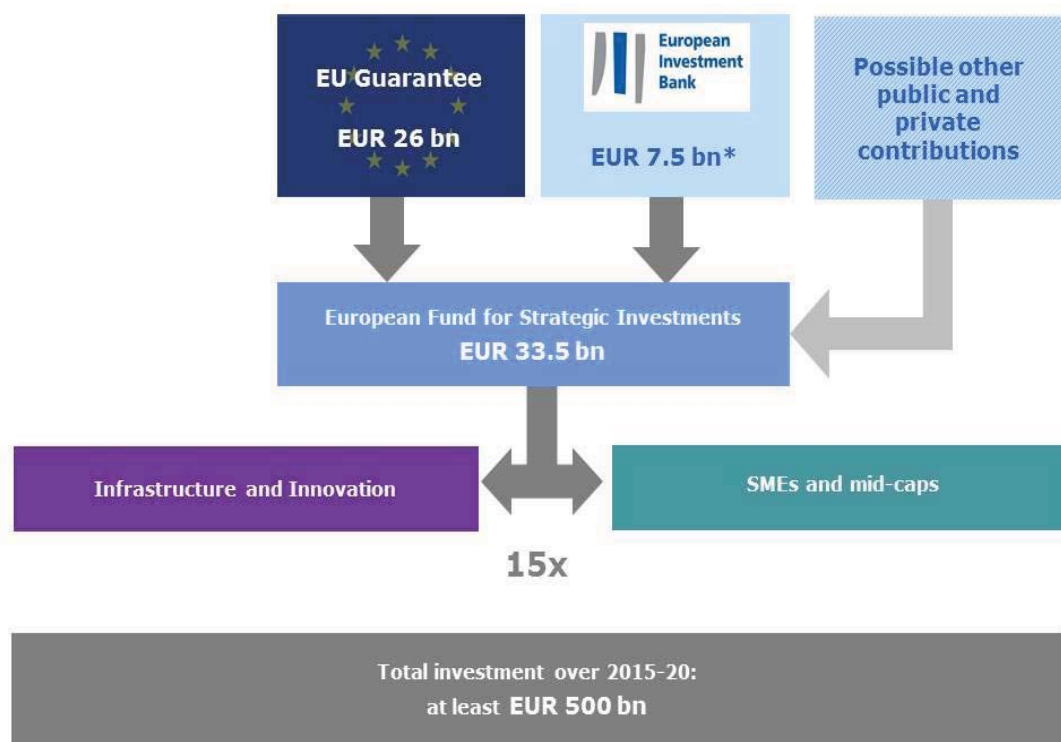 EU Guarantee
EUR 26 bn
European
Investment
Bank
EUR 7.5 bn*
Possible other
public and
private
contributions
European Fund for Strategic Investments
EUR 33.5 bn
Infrastructure and Innovation
SMEs and mid-caps
15x
Total investment over 2015-20:
at least EUR 500 bn